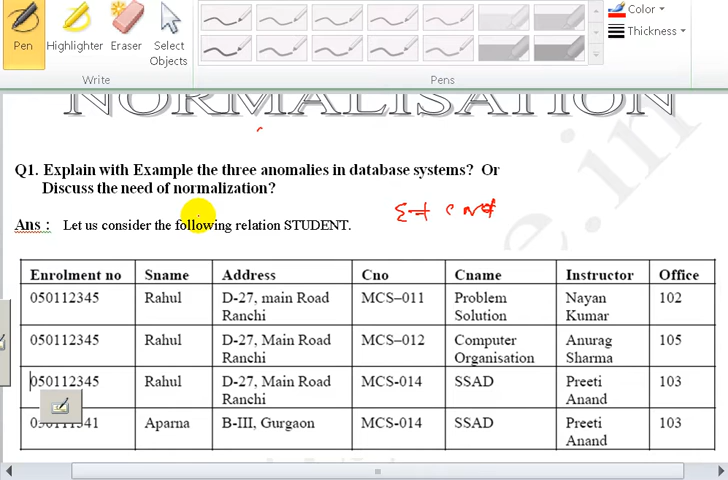 Pen
Highlighter
Eraser
Select Objects
Color
Thickness
Write
Pens
NORMALISATION
Q1. Explain with Example the three anomalies in database systems? Or
Discuss the need of normalization?
Ans : Let us consider the following relation STUDENT.
Enrolment no Sname Address Cno Cname Instructor Office
050112345 Rahul D-27, main Road Ranchi MCS–011 Problem Solution Nayan Kumar 102
050112345 Rahul D-27, Main Road Ranchi MCS–012 Computer Organisation Anurag Sharma 105
050112345 Rahul D-27, Main Road Ranchi MCS-014 SSAD Preeti Anand 103
Aparna B-III, Gurgaon MCS-014 SSAD Preeti Anand 103